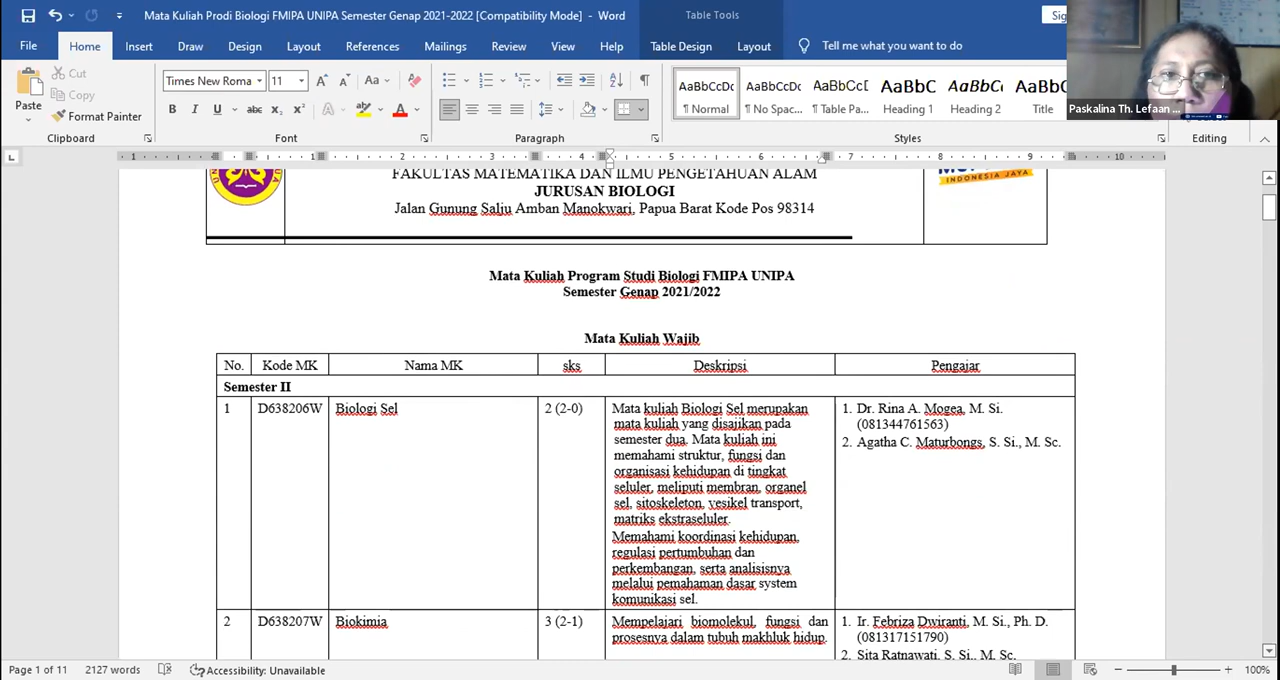 Mata Kuliah Prodi Biologi FMIPA UNIPA Semester Genap 2021-2022 [Compatibility Mode] - Word
Table Tools
File Home Insert Draw Design Layout References Mailings Review View Help Table Design Layout Tell me what you want to do
Paste
Cut
Copy
Format Painter
Clipboard
Times New Roma 11
Font
Paragraph
AaBbCcDc AaBbCcDc AaBbCcDc AaBbC AaBbCc AaBb
¶ Normal ¶ No Spac... ¶ Table Pa... Heading 1 Heading 2 Title
Styles
Editing
Paskalina Th. Lefaan ...
FAKULTAS MATEMATIKA DAN ILMU PENGETAHUAN ALAM
JURUSAN BIOLOGI
Jalan Gunung Salju Amban Manokwari, Papua Barat Kode Pos 98314
INDONESIA JAYA
Mata Kuliah Program Studi Biologi FMIPA UNIPA
Semester Genap 2021/2022
Mata Kuliah Wajib
No. Kode MK Nama MK sks Deskripsi Pengajar
Semester II
1 D638206W Biologi Sel 2 (2-0)
Mata kuliah Biologi Sel merupakan
mata kuliah yang disajikan pada
semester dua. Mata kuliah ini
memahami struktur, fungsi dan
organisasi kehidupan di tingkat
seluler, meliputi membran, organel
sel, sitoskeleton, vesikel transport,
matriks ekstraseluler.
Memahami koordinasi kehidupan,
regulasi pertumbuhan dan
perkembangan, serta analisisnya
melalui pemahaman dasar system
komunikasi sel.
1. Dr. Rina A. Mogea, M. Si.
(081344761563)
2. Agatha C. Maturbongs, S. Si., M. Sc.
2 D638207W Biokimia 3 (2-1)
Mempelajari biomolekul, fungsi dan
prosesnya dalam tubuh makhluk hidup.
1. Ir. Febriza Dwiranti, M. Si., Ph. D.
(081317151790)
2. Sita Ratnawati, S. Si., M. Sc.
Page 1 of 11 2127 words Accessibility: Unavailable 100%